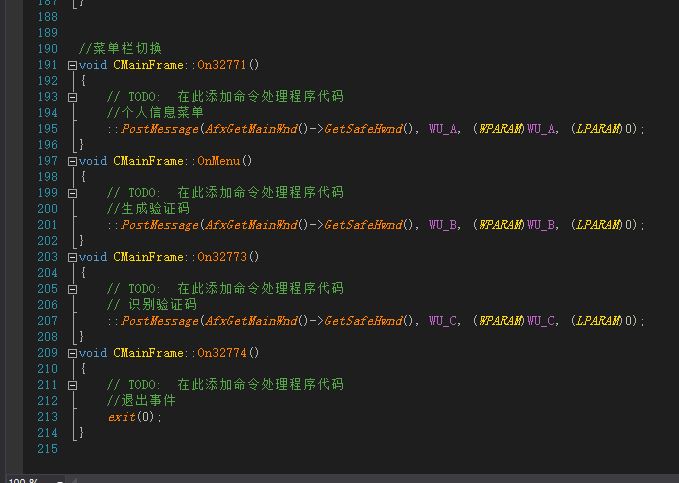 187 }
188
189
190 //菜单栏切换
191 void CMainFrame::On32771()
192 {
193 // TODO: 在此添加命令处理程序代码
194 //个人信息菜单
195 ::PostMessage(AfxGetMainWnd()->GetSafeHwnd(), WU_A, (WPARAM)WU_A, (LPARAM)0);
196 }
197 void CMainFrame::OnMenu()
198 {
199 // TODO: 在此添加命令处理程序代码
200 //生成验证码
201 ::PostMessage(AfxGetMainWnd()->GetSafeHwnd(), WU_B, (WPARAM)WU_B, (LPARAM)0);
202 }
203 void CMainFrame::On32773()
204 {
205 // TODO: 在此添加命令处理程序代码
206 // 识别验证码
207 ::PostMessage(AfxGetMainWnd()->GetSafeHwnd(), WU_C, (WPARAM)WU_C, (LPARAM)0);
208 }
209 void CMainFrame::On32774()
210 {
211 // TODO: 在此添加命令处理程序代码
212 //退出事件
213 exit(0);
214 }
215
100 %